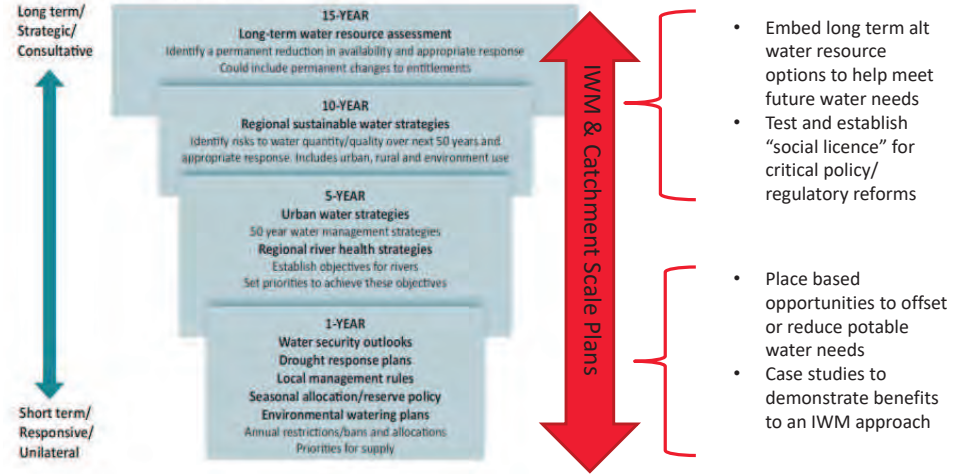 Long term/
Strategic/
Consultative
15-YEAR
Long-term water resource assessment
Identify a permanent reduction in availability and appropriate response
Could include permanent changes to entitlements
10-YEAR
Regional sustainable water strategies
Identify risks to water quantity/quality over next 50 years and
appropriate response. Includes urban, rural and environment use
5-YEAR
Urban water strategies
50 year water management strategies
Regional river health strategies
Establish objectives for rivers
Set priorities to achieve these objectives
1-YEAR
Water security outlooks
Drought response plans
Local management rules
Seasonal allocation/reserve policy
Environmental watering plans
Annual restrictions/bans and allocations
Priorities for supply
Short term/
Responsive/
Unilateral
IWM & Catchment Scale Plans
• Embed long term alt
water resource
options to help meet
future water needs
• Test and establish
“social licence” for
critical policy/
regulatory reforms
• Place based
opportunities to offset
or reduce potable
water needs
• Case studies to
demonstrate benefits
to an IWM approach